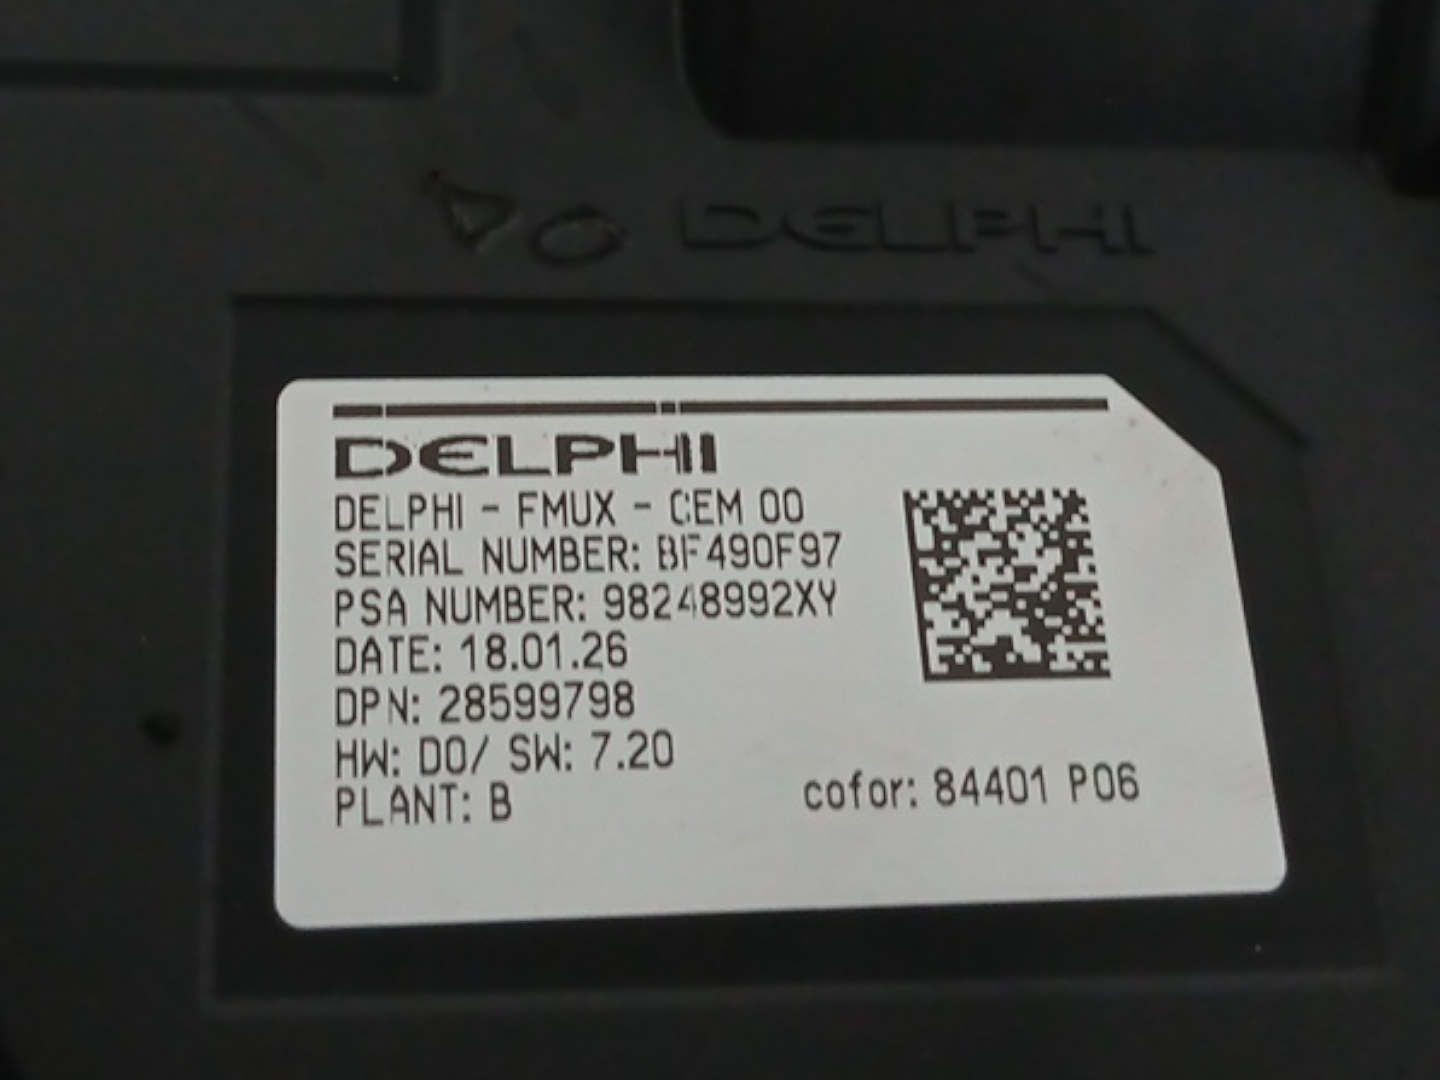 DELPHI
DELPHI
DELPHI - FMUX - CEM 00
SERIAL NUMBER: BF490F97
PSA NUMBER: 98248992XY
DATE: 18.01.26
DPN: 28599798
HW: D0/ SW: 7.20
PLANT: B
cofor: 84401 P06